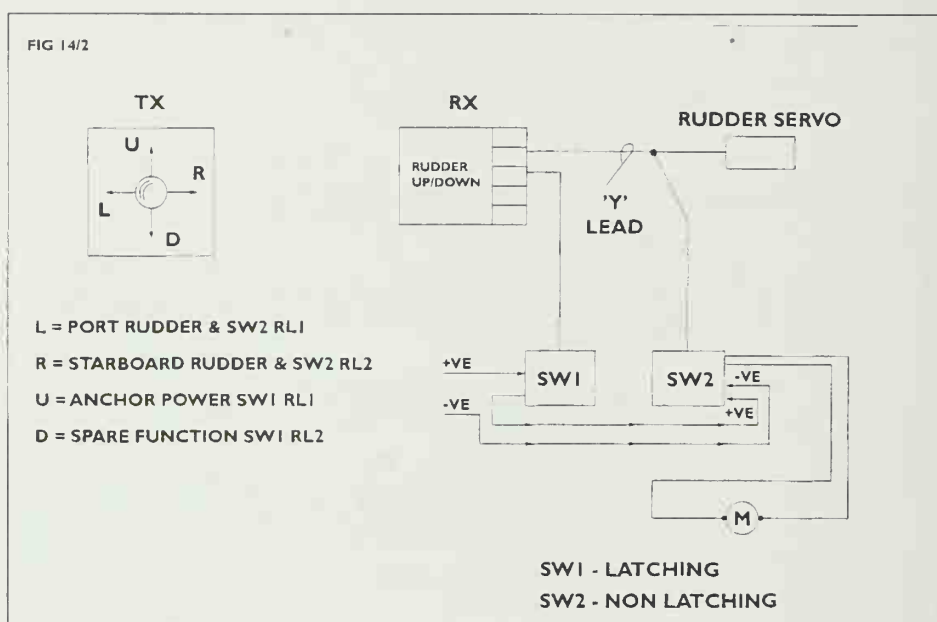 FIG 14/2
TX
U
R
L
D
RX
RUDDER
UP/DOWN
RUDDER SERVO
'Y'
LEAD
L = PORT RUDDER & SW2 RL1
R = STARBOARD RUDDER & SW2 RL2
U = ANCHOR POWER SW1 RL1
D = SPARE FUNCTION SW1 RL2
+VE
-VE
SW1
SW2
-VE
+VE
M
SW1 - LATCHING
SW2 - NON LATCHING